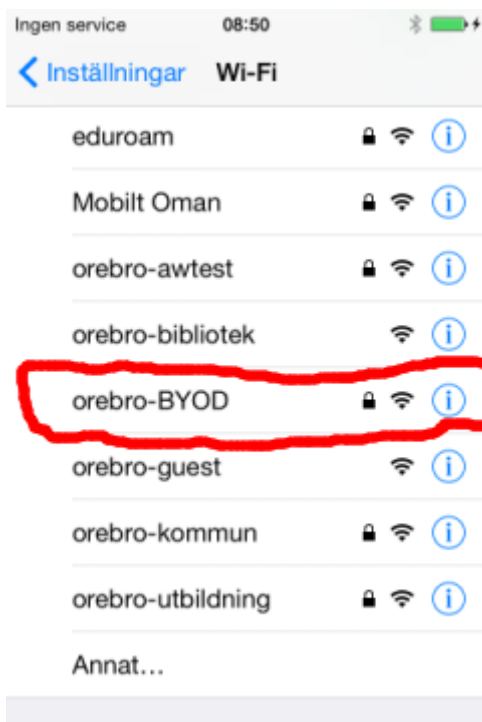 Ingen service 08:50
Inställningar Wi-Fi
eduroam
Mobilt Oman
orebro-awtest
orebro-bibliotek
orebro-BYOD
orebro-guest
orebro-kommun
orebro-utbildning
Annat...